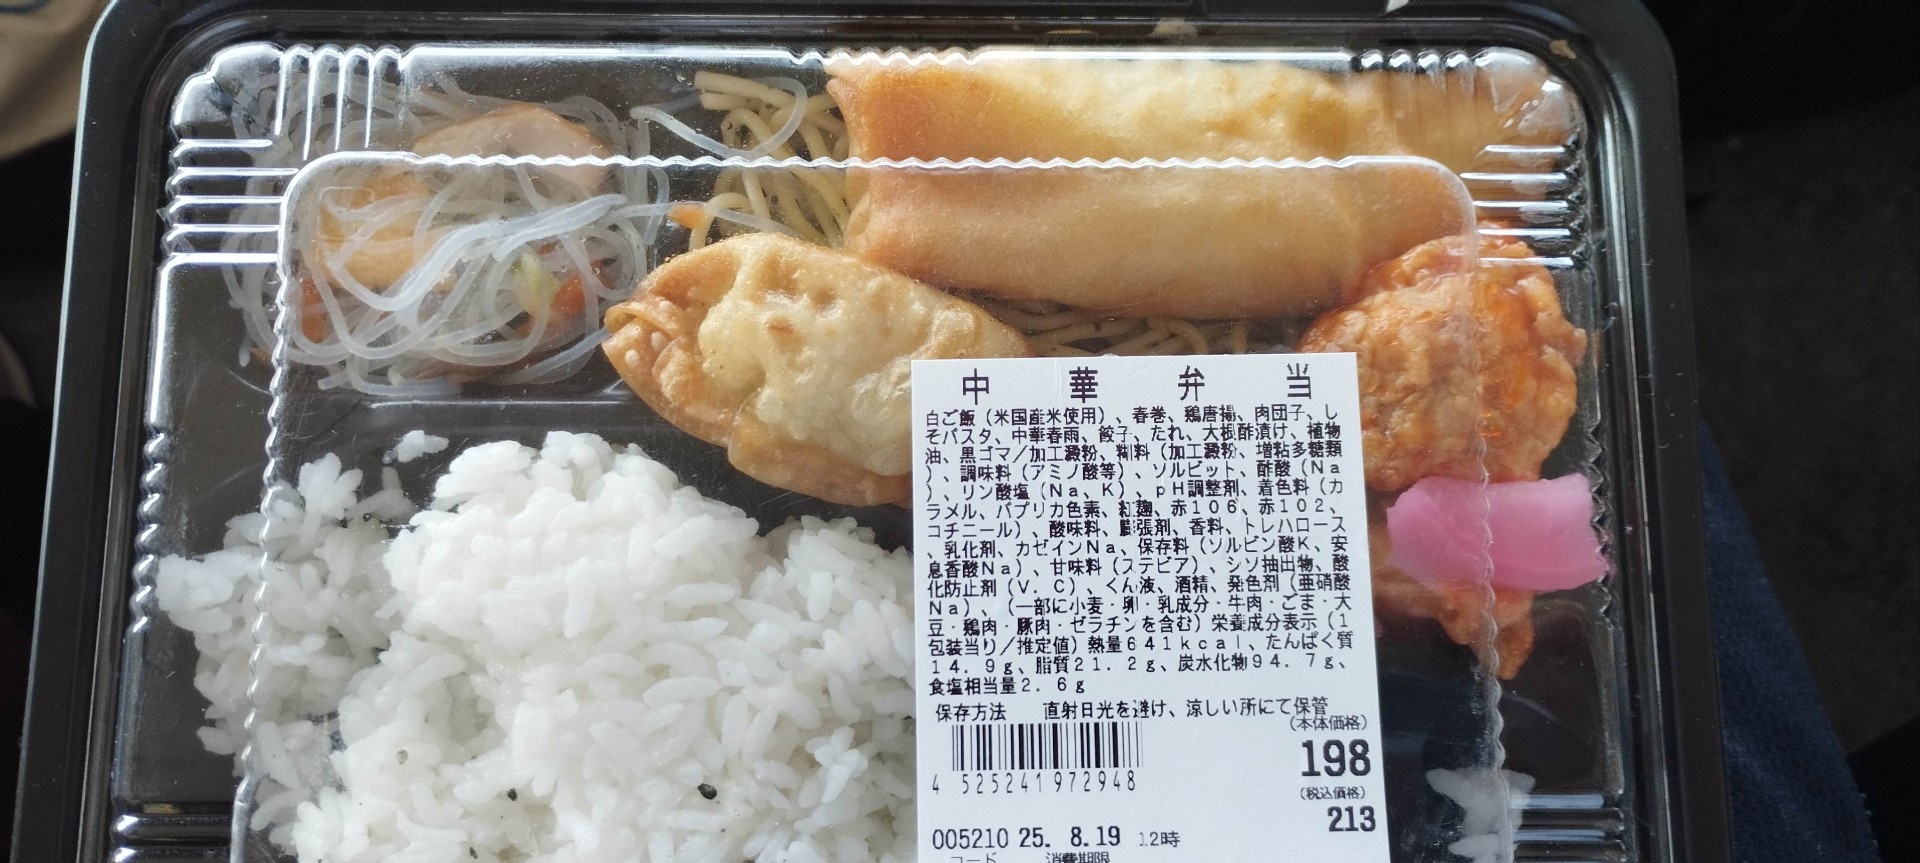 中華弁当
白ご飯（米国産米使用）、春巻、鶏唐揚、肉団子、し
そパスタ、中華春雨、餃子、たれ、大根酢漬け、植物
油、黒ゴマ／加工澱粉、糊料（加工澱粉、増粘多糖類
）、調味料（アミノ酸等）、ソルビット、酢酸（Ｎａ
）、リン酸塩（Ｎａ、Ｋ）、ｐＨ調整剤、着色料（カ
ラメル、パプリカ色素、紅麹、赤１０６、赤１０２、
コチニール）、酸味料、膨張剤、香料、トレハロース
、乳化剤、カゼインＮａ、保存料（ソルビン酸Ｋ、安
息香酸Ｎａ）、甘味料（ステビア）、シソ抽出物、酸
化防止剤（Ｖ．Ｃ）、くん液、酒精、発色剤（亜硝酸
Ｎａ）、（一部に小麦・卵・乳成分・牛肉・ごま・大
豆・鶏肉・豚肉・ゼラチンを含む）栄養成分表示（１
包装当り／推定値）熱量６４１ｋｃａｌ、たんぱく質
１４．９ｇ、脂質２１．２ｇ、炭水化物９４．７ｇ、
食塩相当量２．６ｇ
保存方法　直射日光を避け、涼しい所にて保管
（本体価格）
198
4 525241 972948
（税込価格）
213
005210 25. 8.19 12時
コード 消費期限